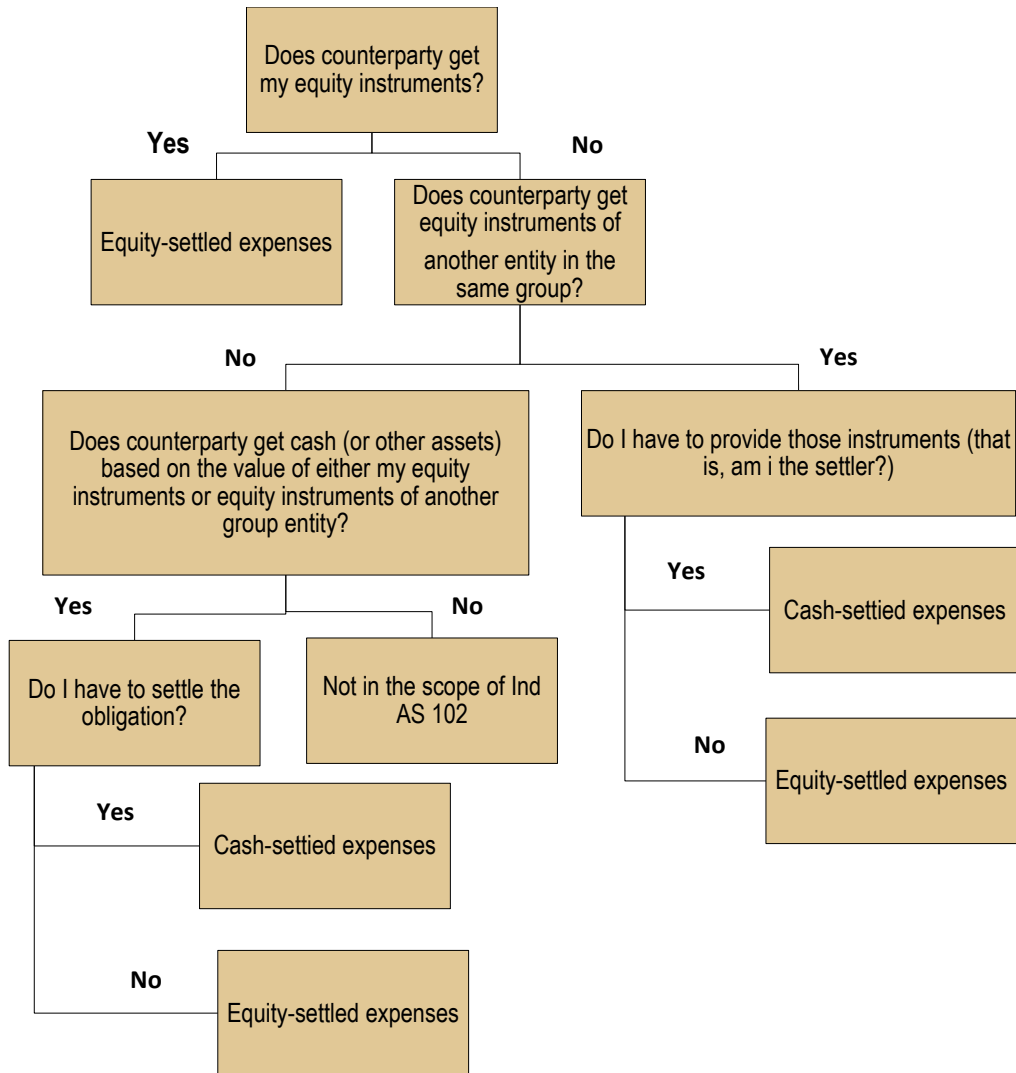 Does counterparty get
my equity instruments?
Yes
No
Equity-settled expenses
Does counterparty get
equity instruments of
another entity in the
same group?
No
Yes
Does counterparty get cash (or other assets)
based on the value of either my equity
instruments or equity instruments of another
group entity?
Do I have to provide those instruments (that
is, am i the settler?)
Yes
No
Yes
Cash-settied expenses
Do I have to settle the
obligation?
Not in the scope of Ind
AS 102
No
Equity-settled expenses
Yes
Cash-settied expenses
No
Equity-settled expenses